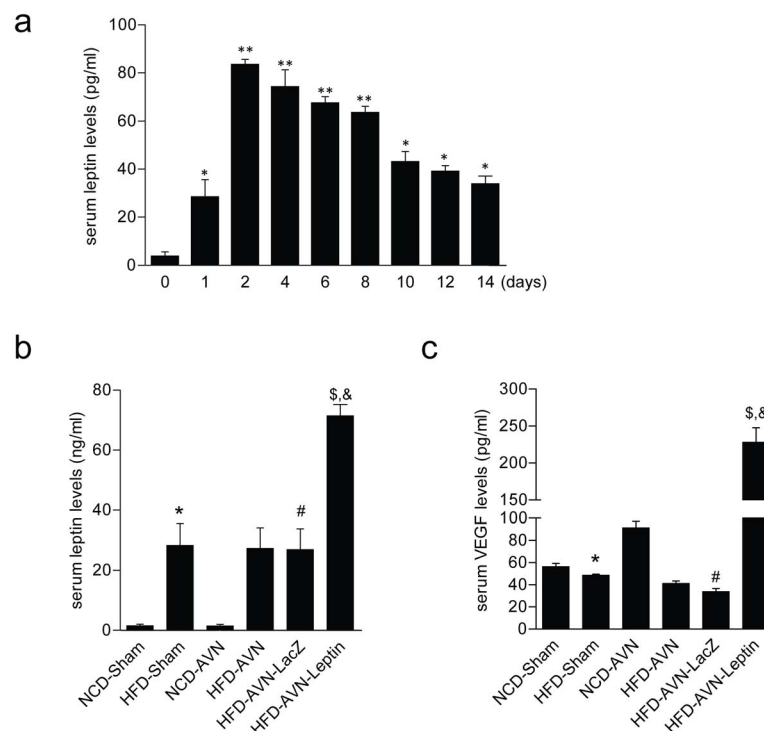 a
serum leptin levels (pg/ml)
100
80
60
40
20
0
*
**
**
**
**
*
*
*
0 1 2 4 6 8 10 12 14 (days)
b
serum leptin levels (ng/ml)
80
60
40
20
0
*
#
$,&
NCD-Sham
HFD-Sham
NCD-AVN
HFD-AVN
HFD-AVN-LacZ
HFD-AVN-Leptin
c
serum VEGF levels (pg/ml)
300
250
200
150
100
80
60
40
20
0
*
#
$,&
NCD-Sham
HFD-Sham
NCD-AVN
HFD-AVN
HFD-AVN-LacZ
HFD-AVN-Leptin